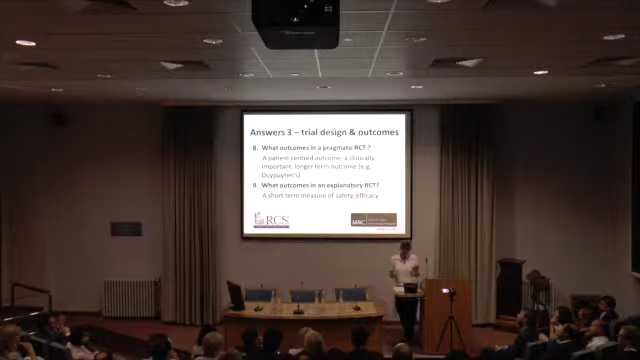 Answers 3 – trial design & outcomes
8. What outcomes in a pragmatic RCT ?
A patient centred outcome, a clinically
important, longer term outcome (e.g.
Duypuyten's)
9. What outcomes in an explanatory RCT?
A short term measure of safety, efficacy
RCS
MRC